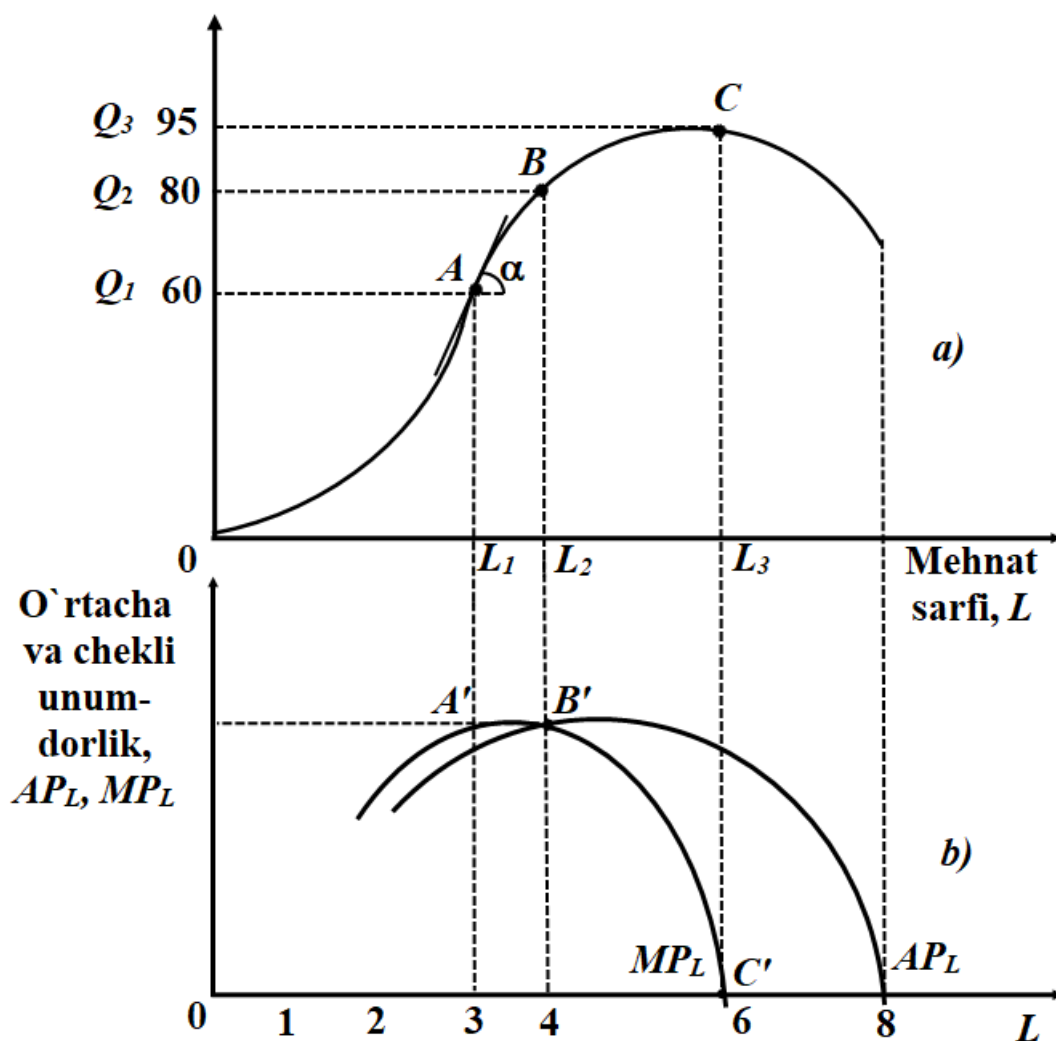 Q₃ 95
C
Q₂ 80
B
Q₁ 60
A
α
a)
0
L₁
L₂
L₃
Mehnat
sarfi, L
O`rtacha
va chekli
unum-
dorlik,
APL, MPL
A'
B'
b)
MPL
C'
APL
0 1 2 3 4 6 8 L